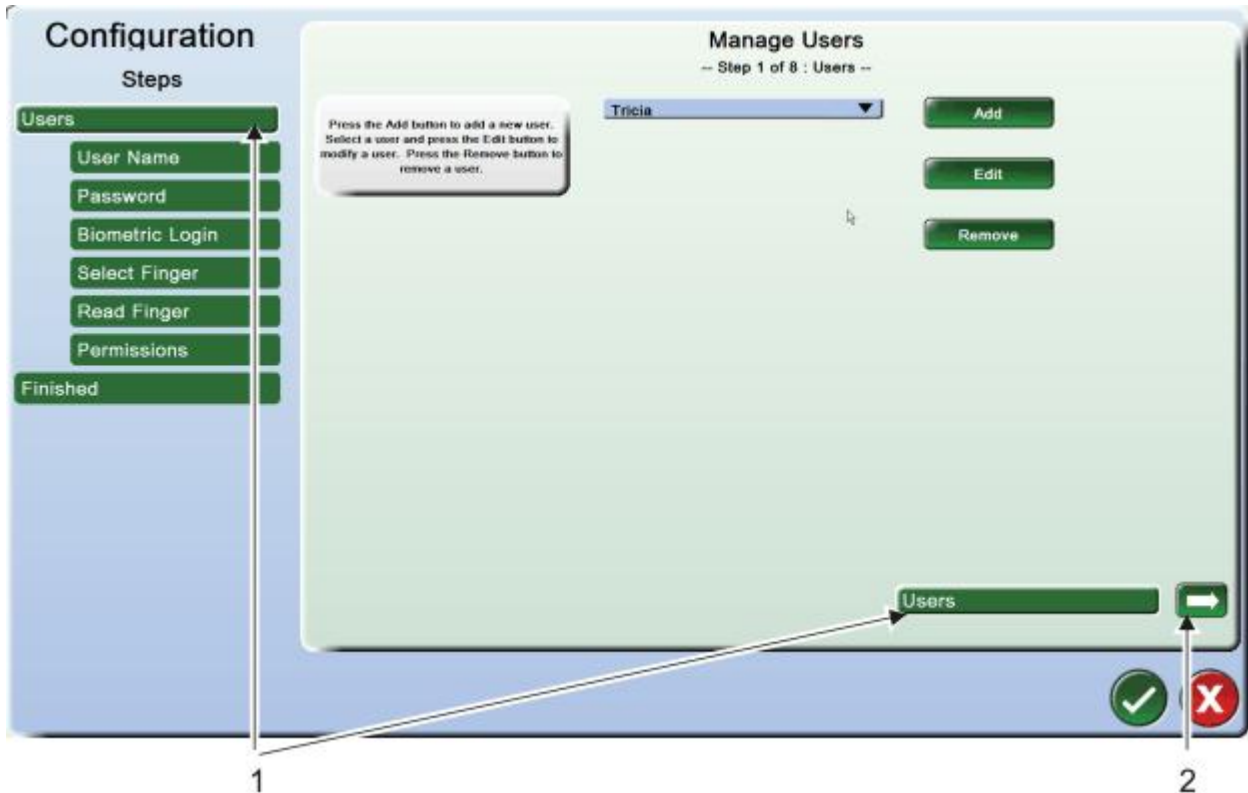 Configuration
Steps
Users
User Name
Password
Biometric Login
Select Finger
Read Finger
Permissions
Finished
Manage Users
-- Step 1 of 8 : Users --
Press the Add button to add a new user.
Select a user and press the Edit button to
modify a user. Press the Remove button to
remove a user.
Tricia
Add
Edit
Remove
Users
1
2